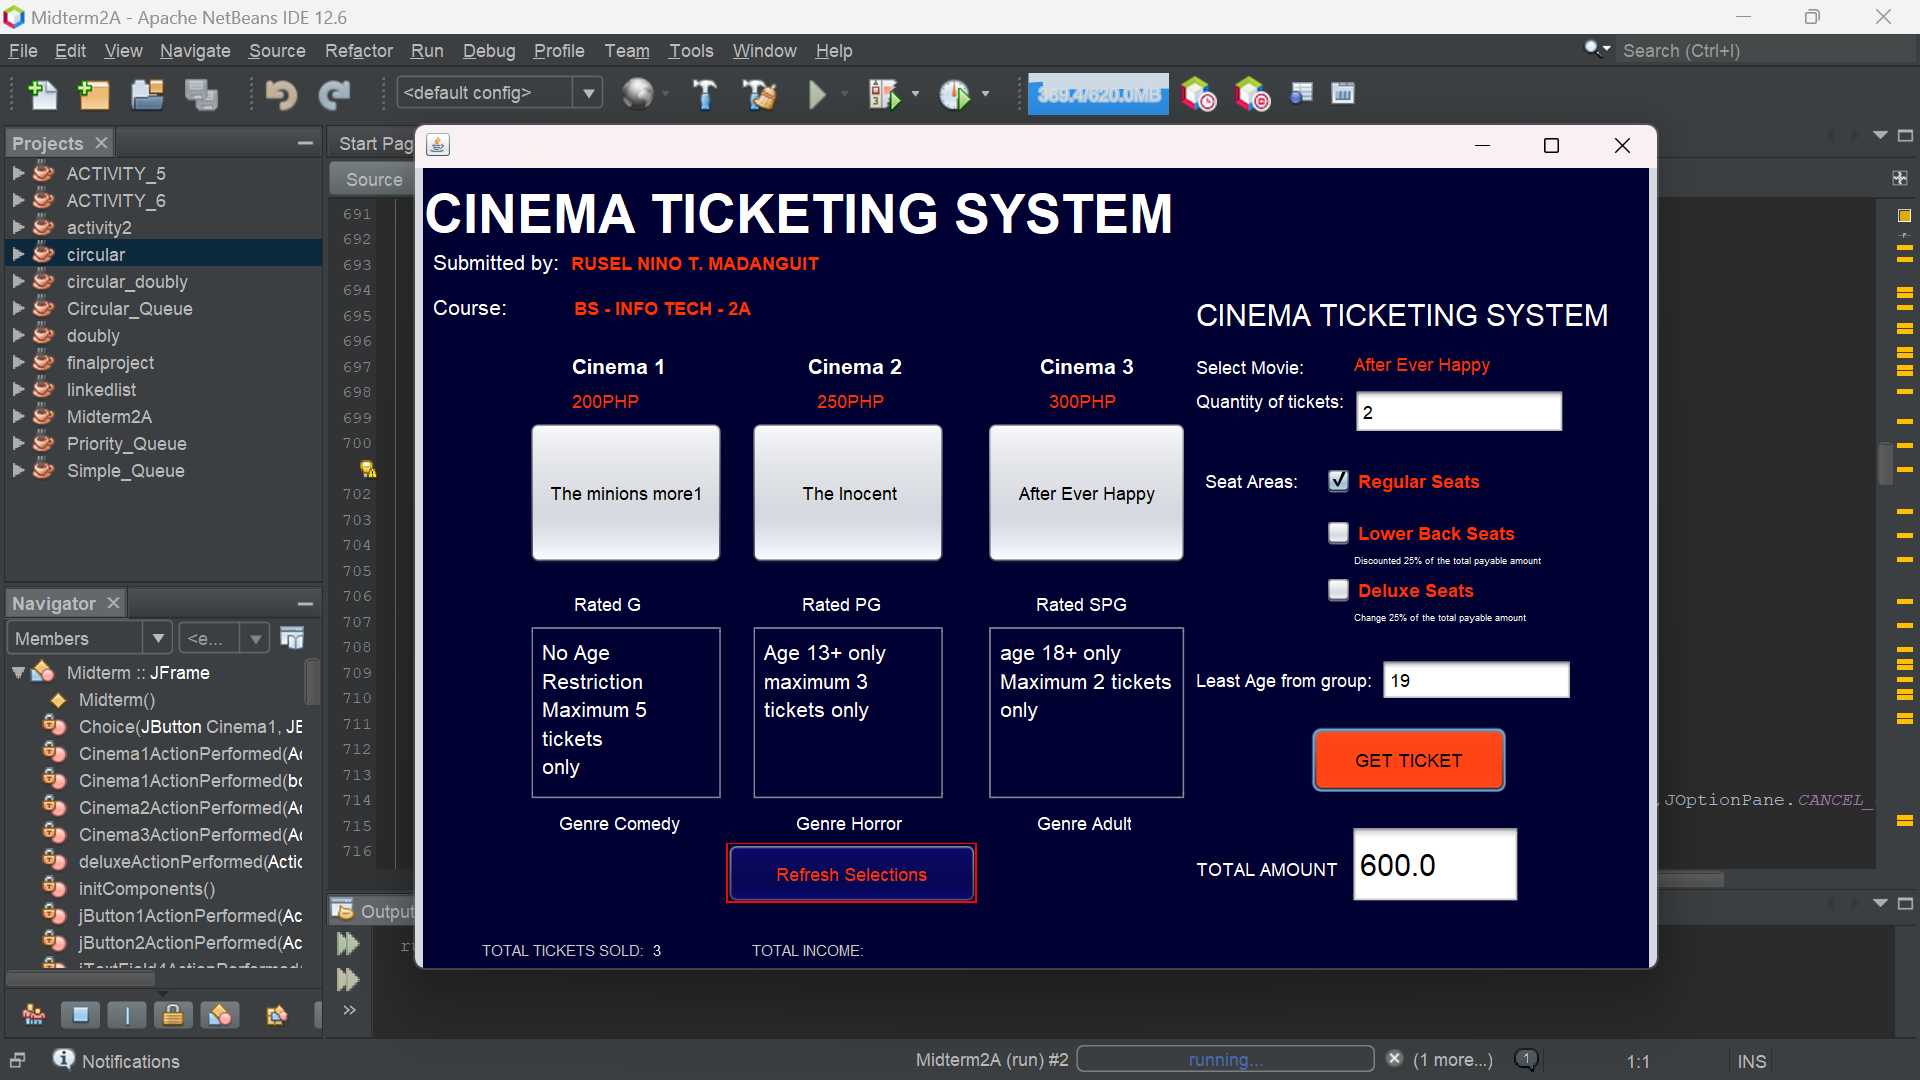 Midterm2A - Apache NetBeans IDE 12.6
File Edit View Navigate Source Refactor Run Debug Profile Team Tools Window Help
Search (Ctrl+I)
<default config>
369.4/620.0MB
Projects
Start Pag
Source
ACTIVITY_5
ACTIVITY_6
activity2
circular
circular_doubly
Circular_Queue
doubly
finalproject
linkedlist
Midterm2A
Priority_Queue
Simple_Queue
Navigator
Members
<e...
Midterm :: JFrame
Midterm()
Choice(JButton Cinema1, JE
Cinema1ActionPerformed(Ac
Cinema1ActionPerformed(bo
Cinema2ActionPerformed(Ac
Cinema3ActionPerformed(Ac
deluxeActionPerformed(Actic
initComponents()
jButton1ActionPerformed(Ac
jButton2ActionPerformed(Ac
691
692
693
694
695
696
697
698
699
700
702
703
704
705
706
707
708
709
710
711
712
713
714
715
716
,JOptionPane.CANCEL_
Output
CINEMA TICKETING SYSTEM
Submitted by: RUSEL NINO T. MADANGUIT
Course: BS - INFO TECH - 2A
Cinema 1
200PHP
The minions more1
Rated G
No Age
Restriction
Maximum 5
tickets
only
Genre Comedy
Cinema 2
250PHP
The Inocent
Rated PG
Age 13+ only
maximum 3
tickets only
Genre Horror
Cinema 3
300PHP
After Ever Happy
Rated SPG
age 18+ only
Maximum 2 tickets
only
Genre Adult
Refresh Selections
TOTAL TICKETS SOLD: 3
TOTAL INCOME:
CINEMA TICKETING SYSTEM
Select Movie: After Ever Happy
Quantity of tickets: 2
Seat Areas: Regular Seats
Lower Back Seats
Discounted 25% of the total payable amount
Deluxe Seats
Change 25% of the total payable amount
Least Age from group: 19
GET TICKET
TOTAL AMOUNT 600.0
Notifications
Midterm2A (run) #2
running...
(1 more...)
1
1:1
INS